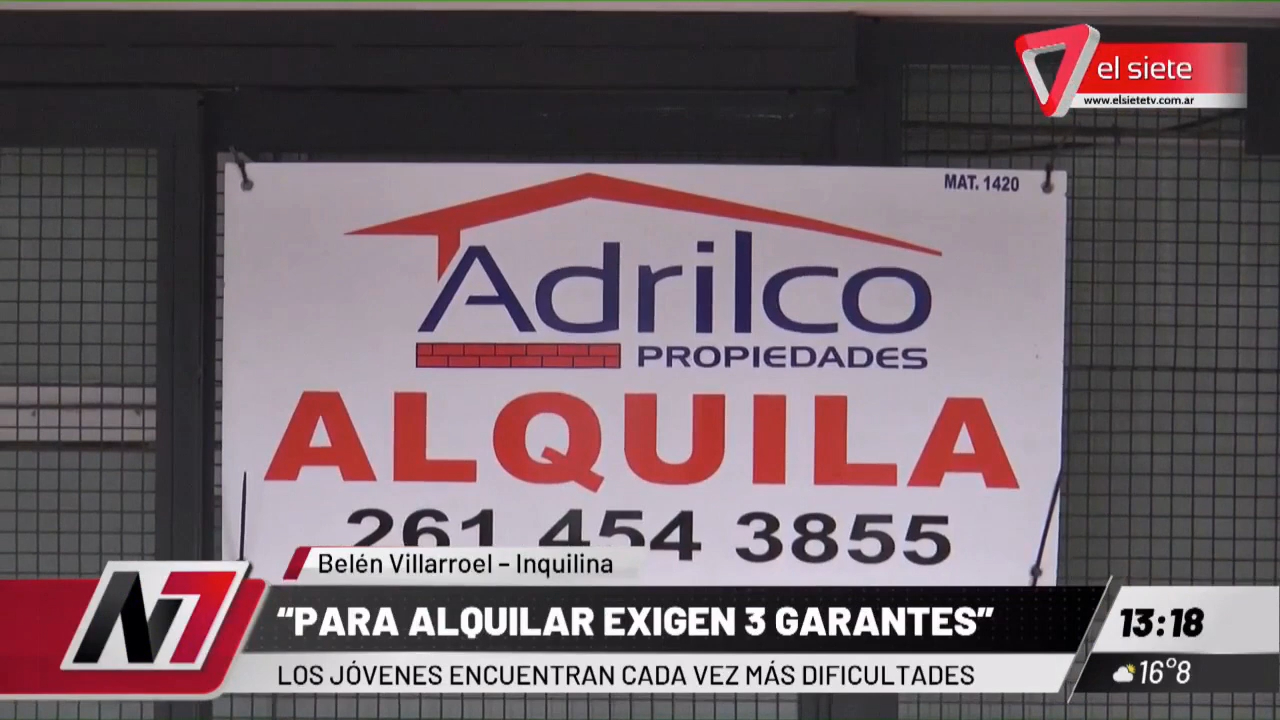 el siete
www.elsietetv.com.ar
MAT. 1420
Adrilco
PROPIEDADES
ALQUILA
261 454 3855
Belén Villarroel – Inquilina
N7
“PARA ALQUILAR EXIGEN 3 GARANTES”
LOS JÓVENES ENCUENTRAN CADA VEZ MÁS DIFICULTADES
13:18
16°8